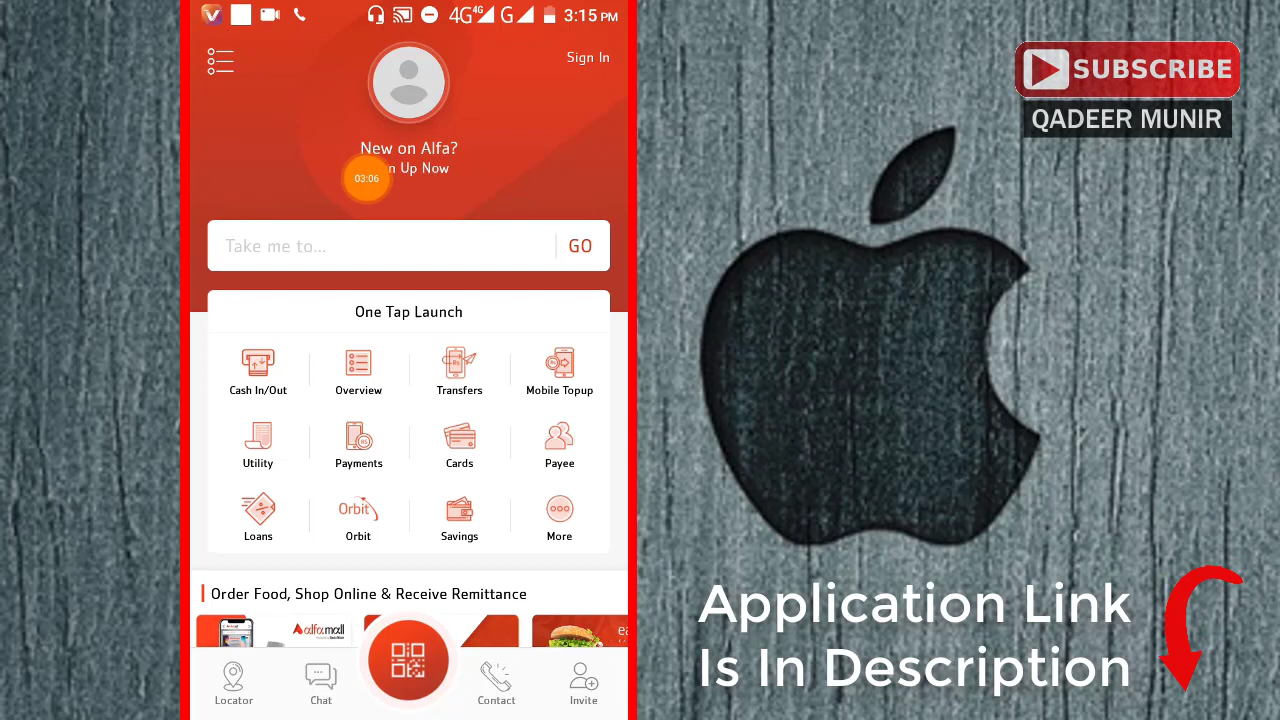 4G 4G G 3:15 PM
Sign In
New on Alfa?
n Up Now
03:06
Take me to...
GO
One Tap Launch
Cash In/Out
Overview
Transfers
Mobile Topup
Utility
Payments
Cards
Payee
Loans
Orbit
Orbit
Savings
More
Order Food, Shop Online & Receive Remittance
alfamall
Locator
Chat
Contact
Invite
SUBSCRIBE
QADEER MUNIR
Application Link
Is In Description